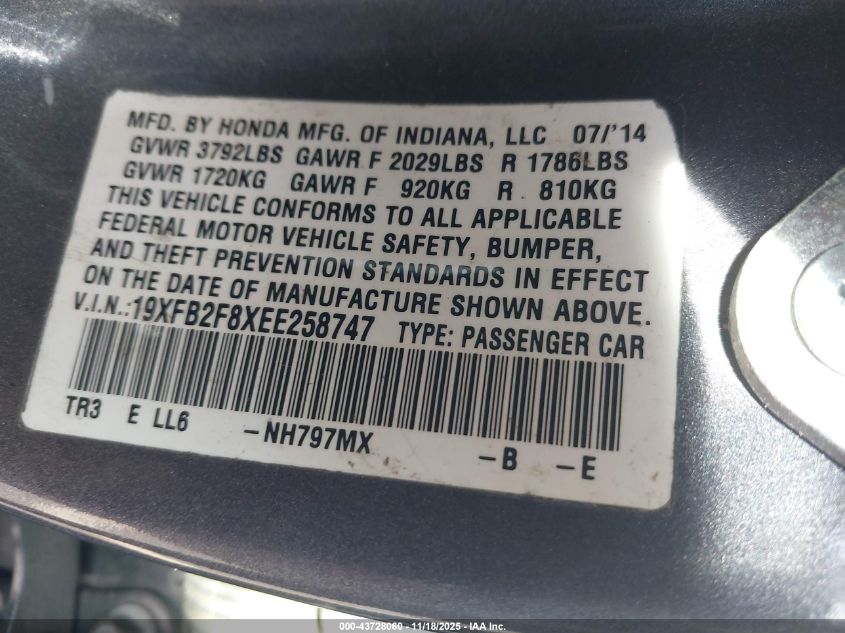 MFD. BY HONDA MFG. OF INDIANA, LLC 07/'14
GVWR 3792LBS GAWR F 2029LBS R 1786LBS
GVWR 1720KG GAWR F 920KG R 810KG
THIS VEHICLE CONFORMS TO ALL APPLICABLE
FEDERAL MOTOR VEHICLE SAFETY, BUMPER,
AND THEFT PREVENTION STANDARDS IN EFFECT
ON THE DATE OF MANUFACTURE SHOWN ABOVE.
V.I.N.:19XFB2F8XEE258747 TYPE: PASSENGER CAR
TR3 E LL6 -NH797MX -B -E
000-43728060 - 11/18/2025 - IAA Inc.